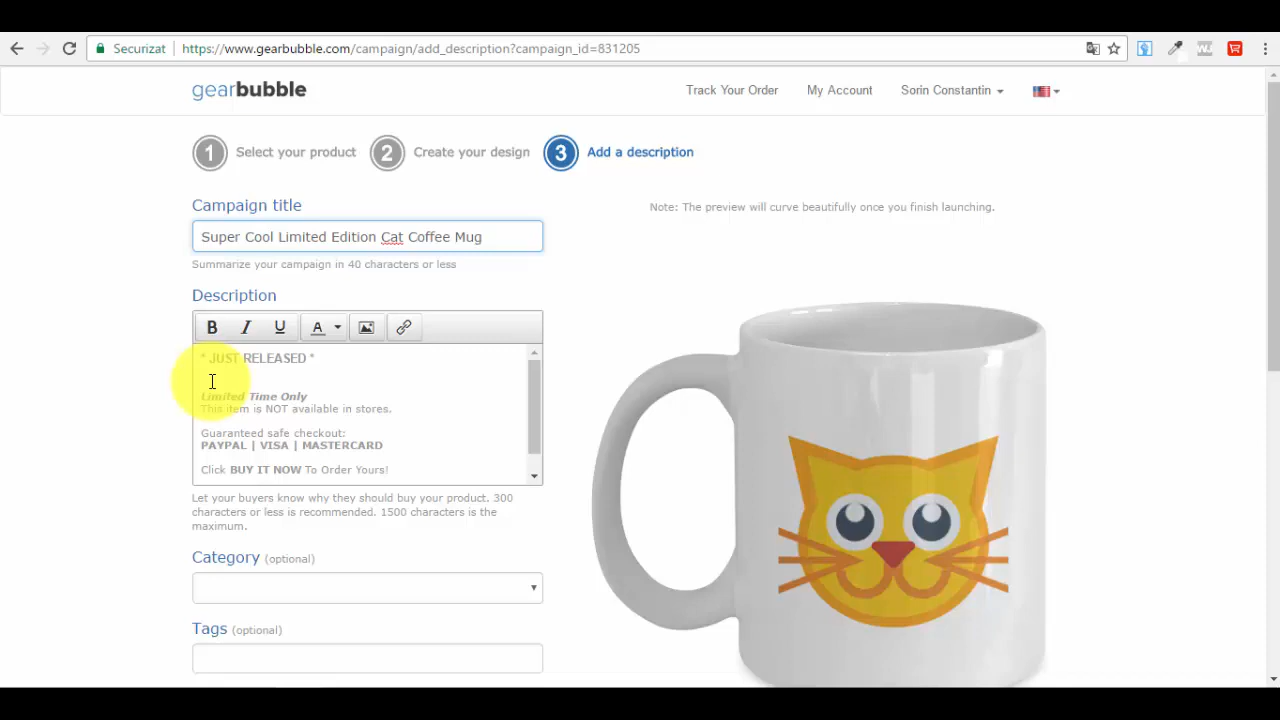 Securizat https://www.gearbubble.com/campaign/add_description?campaign_id=831205
gearbubble Track Your Order My Account Sorin Constantin
1 Select your product 2 Create your design 3 Add a description
Campaign title
Note: The preview will curve beautifully once you finish launching.
Super Cool Limited Edition Cat Coffee Mug
Summarize your campaign in 40 characters or less
Description
B I U A
* JUST RELEASED *
Limited Time Only
This item is NOT available in stores.
Guaranteed safe checkout:
PAYPAL | VISA | MASTERCARD
Click BUY IT NOW To Order Yours!
Let your buyers know why they should buy your product. 300
characters or less is recommended. 1500 characters is the
maximum.
Category (optional)
Tags (optional)